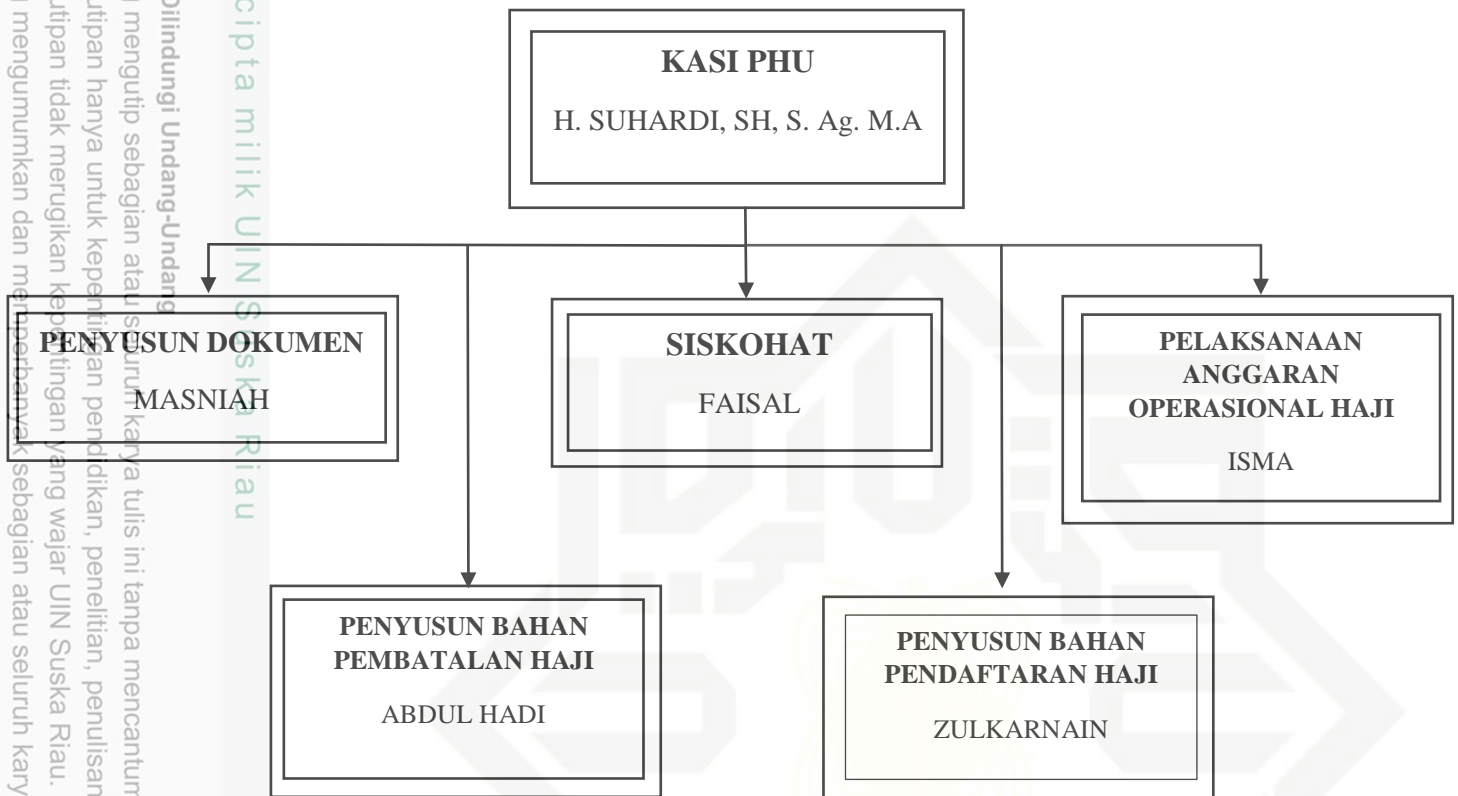 KASI PHU
H. SUHARDI, SH, S. Ag. M.A
PENYUSUN DOKUMEN
MASNIAH
SISKOHAT
FAISAL
PELAKSANAAN
ANGGARAN
OPERASIONAL HAJI
ISMA
PENYUSUN BAHAN
PEMBATALAN HAJI
ABDUL HADI
PENYUSUN BAHAN
PENDAFTARAN HAJI
ZULKARNAIN
cipta milik UIN Suska Riau
Dilindungi Undang-Undang
mengutip sebagian atau seluruh karya tulis ini tanpa mencantum
utipan hanya untuk kepentingan pendidikan, penelitian, penulisan
utipan tidak merugikan kepentingan yang wajar UIN Suska Riau.
mengumumkan dan memperbanyak sebagian atau seluruh kary